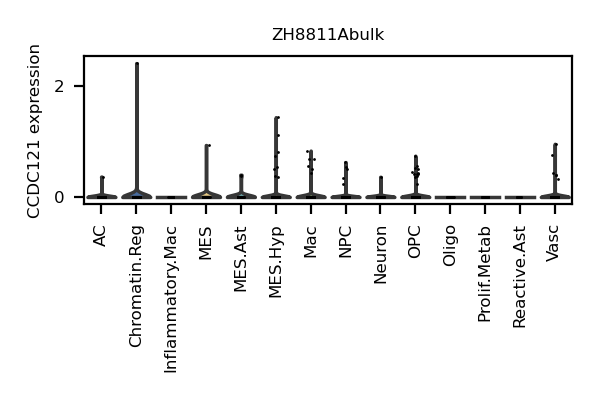 ZH8811Abulk
CCDC121 expression
2
0
AC
Chromatin.Reg
Inflammatory.Mac
MES
MES.Ast
MES.Hyp
Mac
NPC
Neuron
OPC
Oligo
Prolif.Metab
Reactive.Ast
Vasc